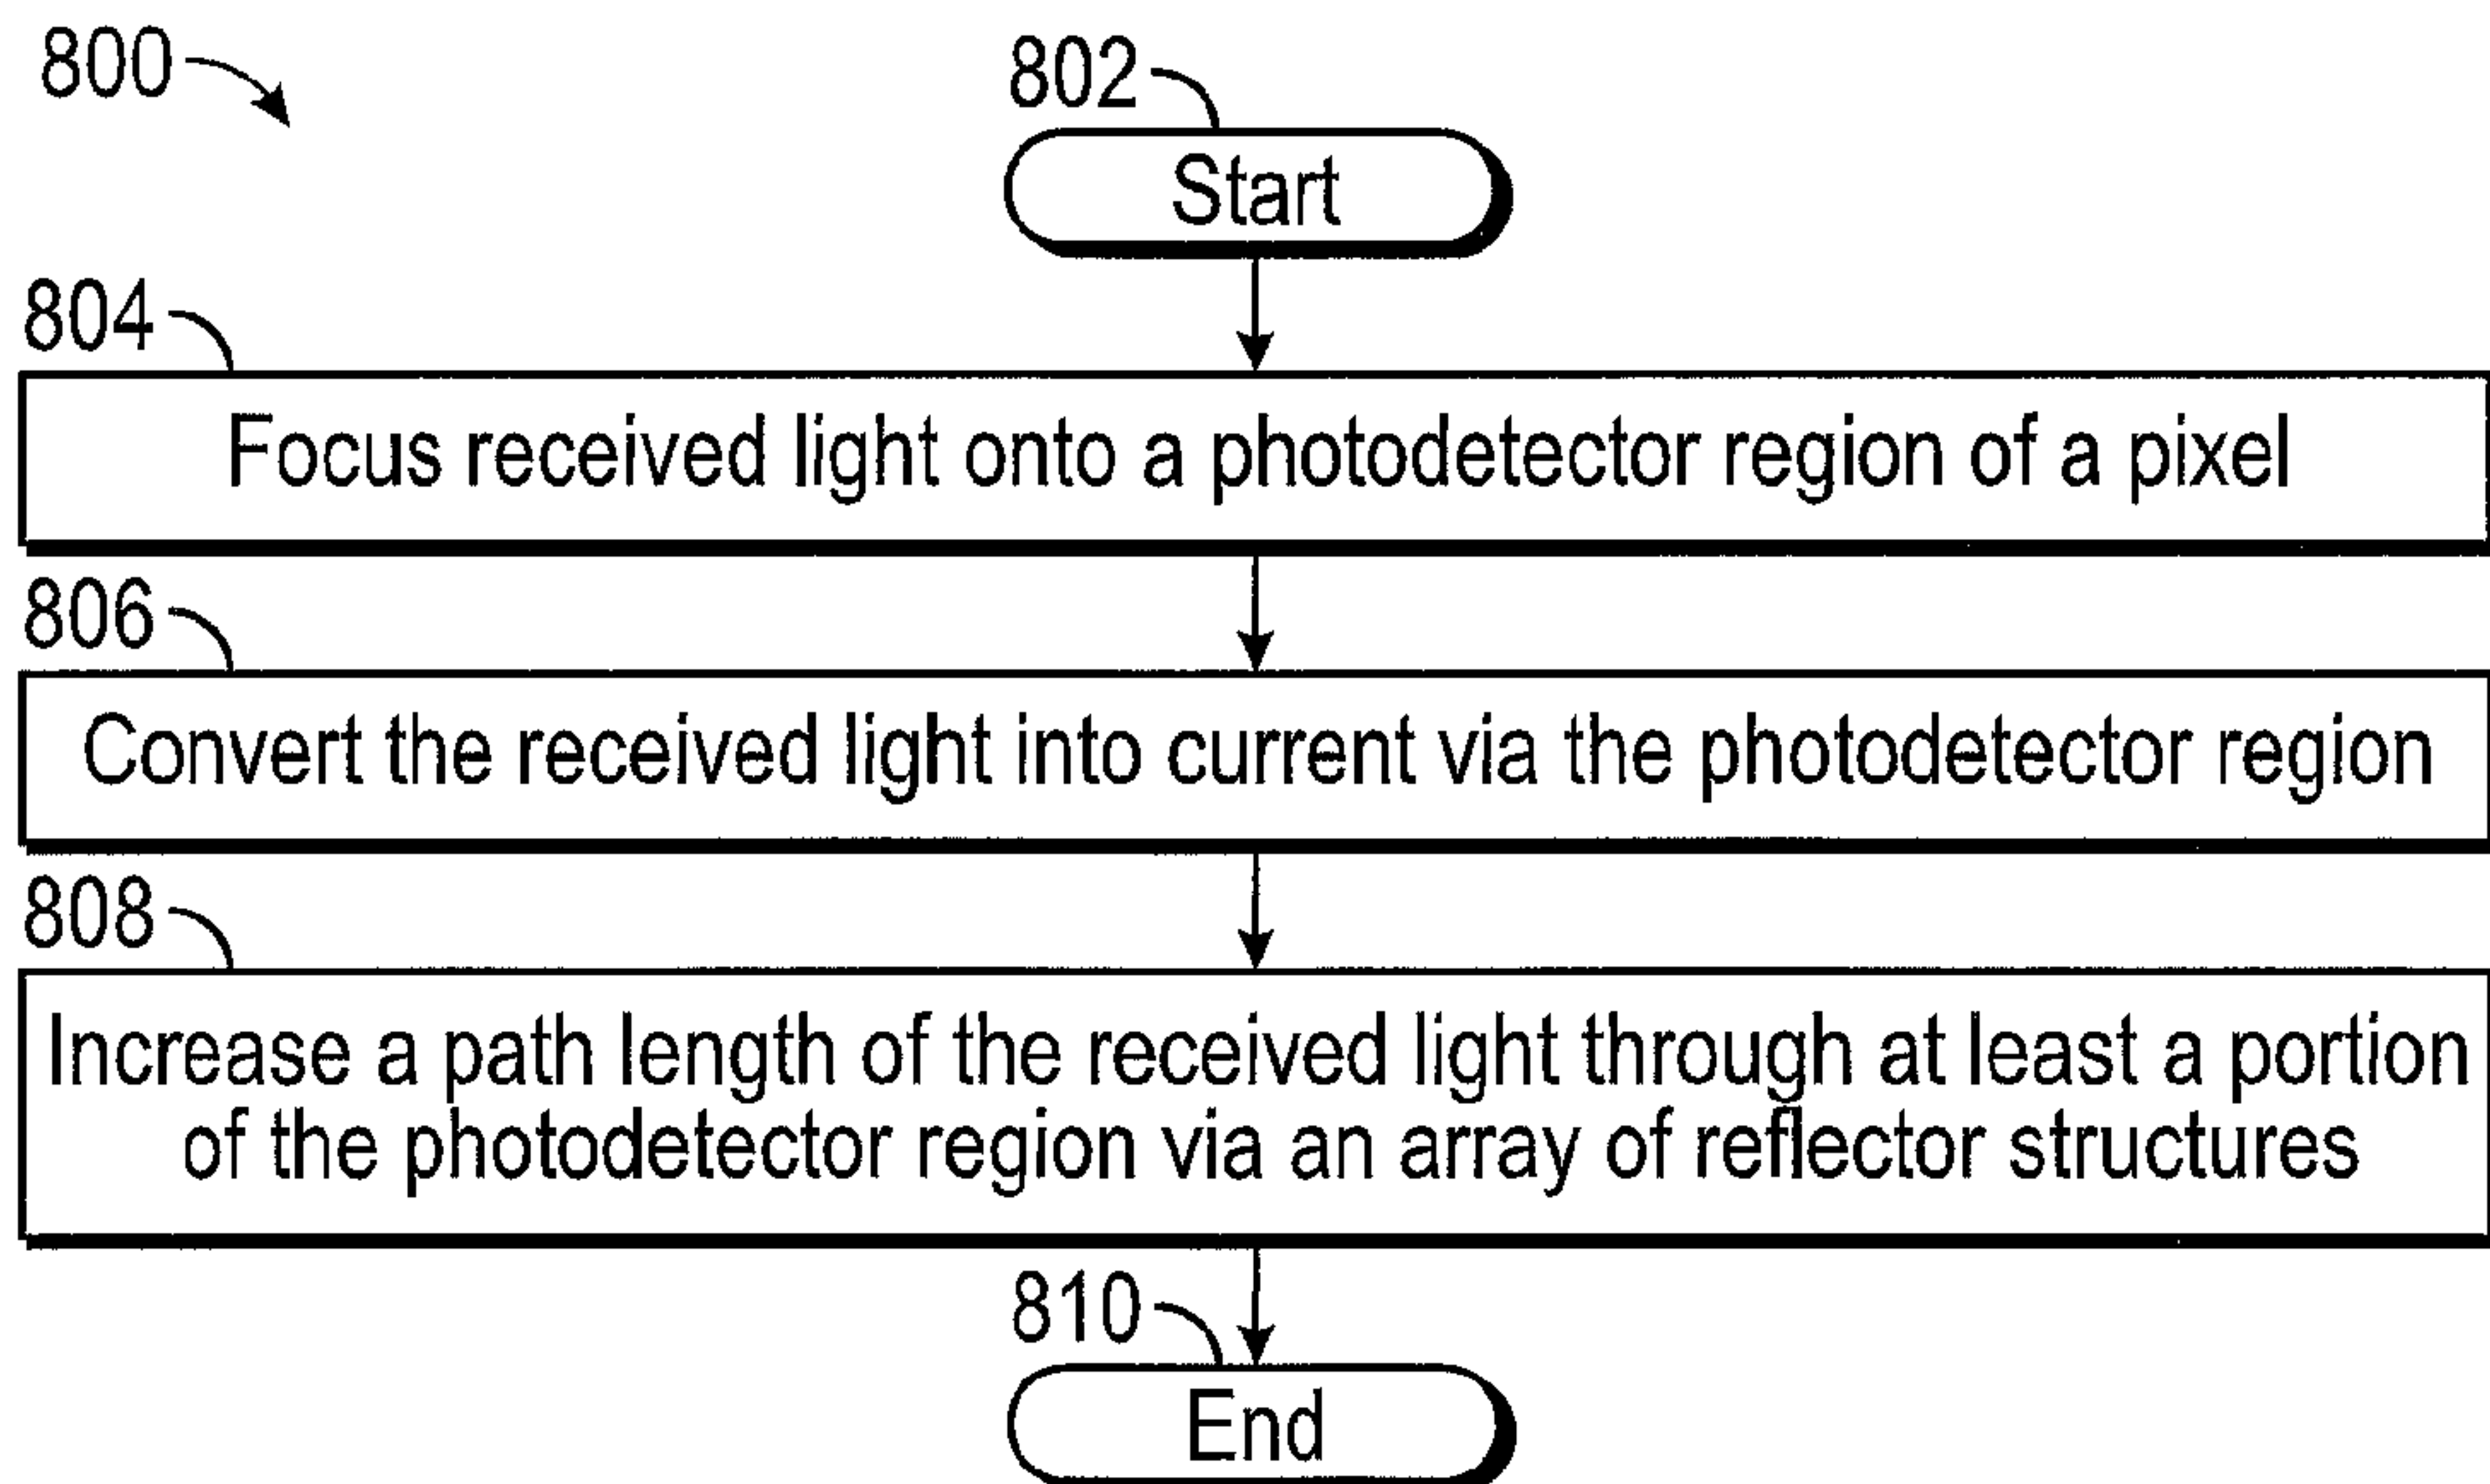 800
802
Start
804
Focus received light onto a photodetector region of a pixel
806
Convert the received light into current via the photodetector region
808
Increase a path length of the received light through at least a portion
of the photodetector region via an array of reflector structures
810
End